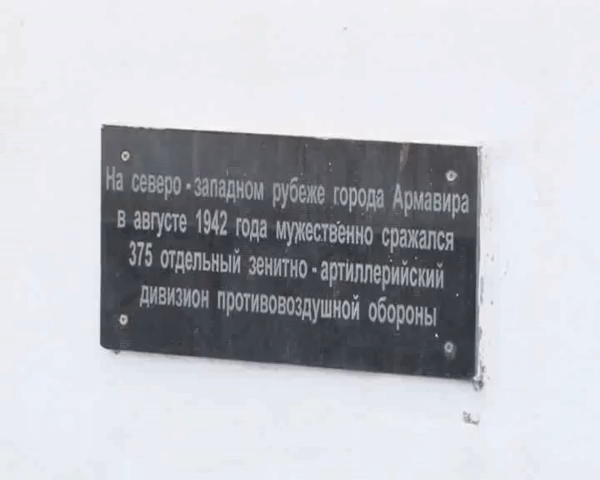 На северо - западном рубеже города Армавира
в августе 1942 года мужественно сражался
375 отдельный зенитно - артиллерийский
дивизион противовоздушной обороны